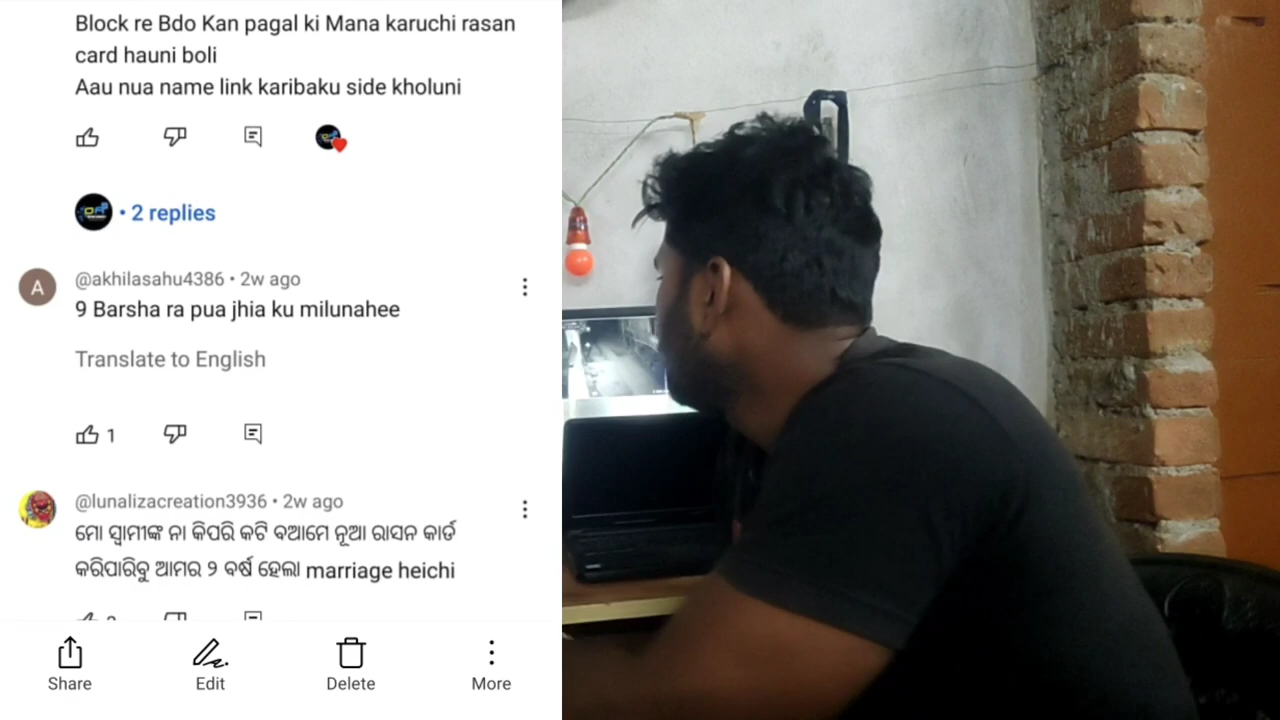 Block re Bdo Kan pagal ki Mana karuchi rasan
card hauni boli
Aau nua name link karibaku side kholuni
• 2 replies
A
@akhilasahu4386 • 2w ago
9 Barsha ra pua jhia ku milunahee
Translate to English
1
@lunalizacreation3936 • 2w ago
ମୋ ସ୍ୱାମୀଙ୍କ ନା କିପରି କଟି ବଆମେ ନୂଆ ରାସନ କାର୍ଡ
କରିପାରିବୁ ଆମର ୨ ବର୍ଷ ହେଲା marriage heichi
Share Edit Delete More